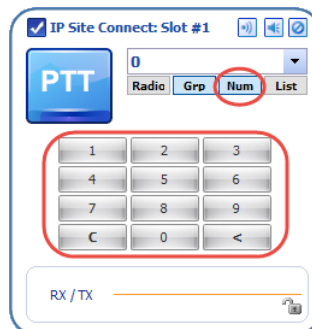 IP Site Connect: Slot #1
PTT
0
Radio Grp Num List
1 2 3
4 5 6
7 8 9
C 0 <
RX / TX